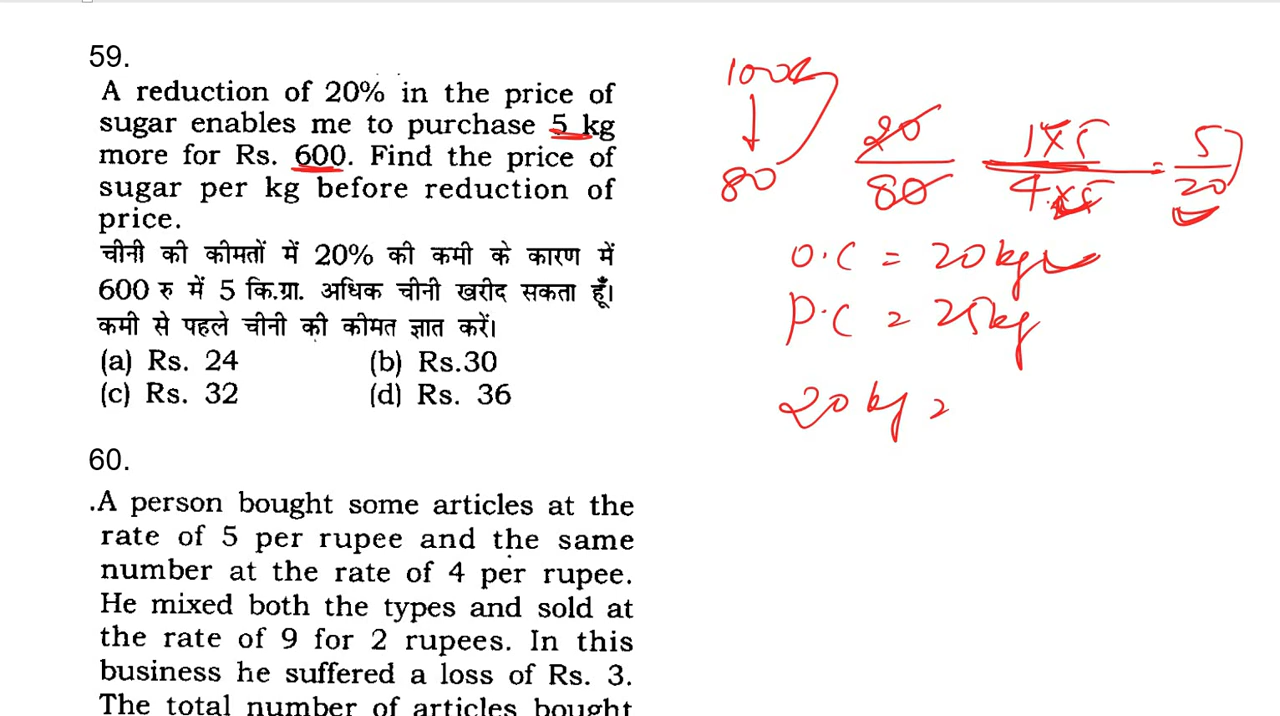 59.
A reduction of 20% in the price of
sugar enables me to purchase 5 kg
more for Rs. 600. Find the price of
sugar per kg before reduction of
price.
चीनी की कीमतों में 20% की कमी के कारण में
600 रु में 5 कि.ग्रा. अधिक चीनी खरीद सकता हूँ।
कमी से पहले चीनी की कीमत ज्ञात करें।
(a) Rs. 24 (b) Rs.30
(c) Rs. 32 (d) Rs. 36
60.
.A person bought some articles at the
rate of 5 per rupee and the same
number at the rate of 4 per rupee.
He mixed both the types and sold at
the rate of 9 for 2 rupees. In this
business he suffered a loss of Rs. 3.
The total number of articles bought
100
80
20
80
1×5
4×5
=
5
20
O.C = 20kg
P.C = 25kg
20 kg =